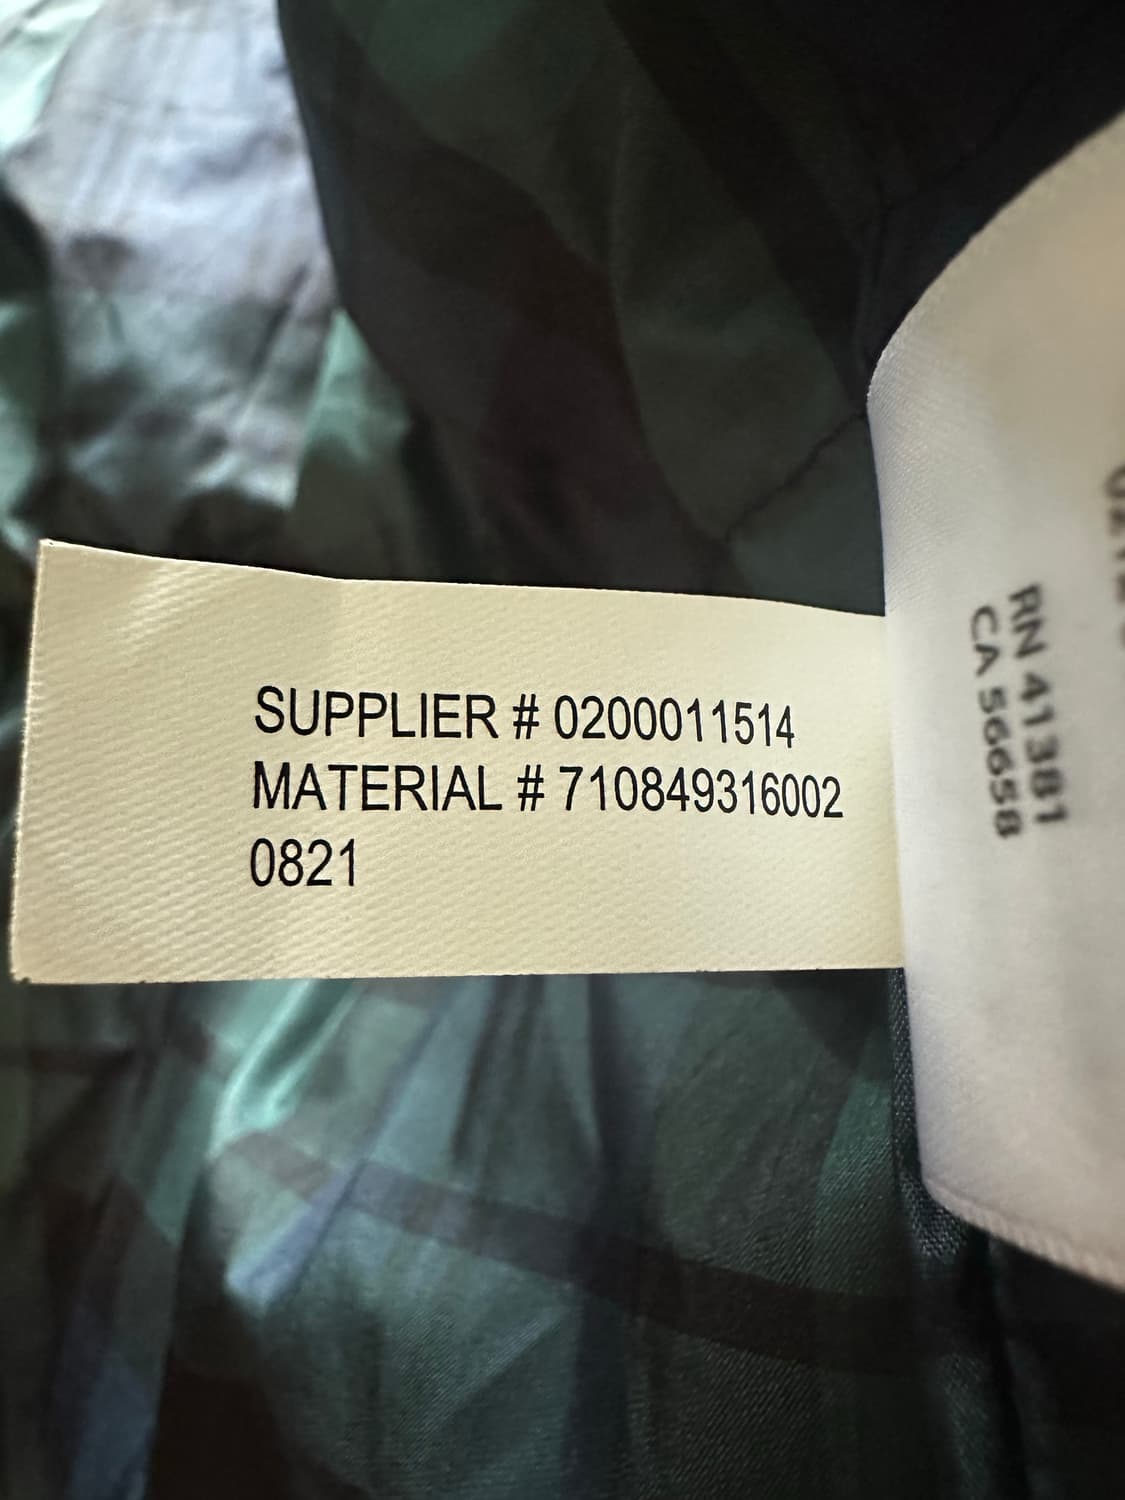 SUPPLIER # 0200011514
MATERIAL # 710849316002
0821
RN 41381
CA 56658